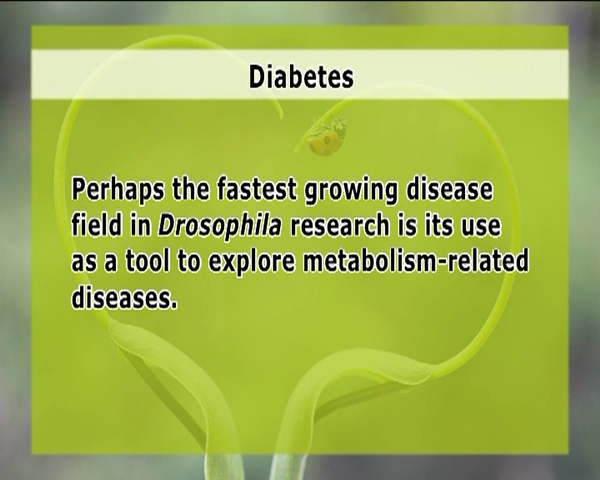 Diabetes
Perhaps the fastest growing disease
field in Drosophila research is its use
as a tool to explore metabolism-related
diseases.